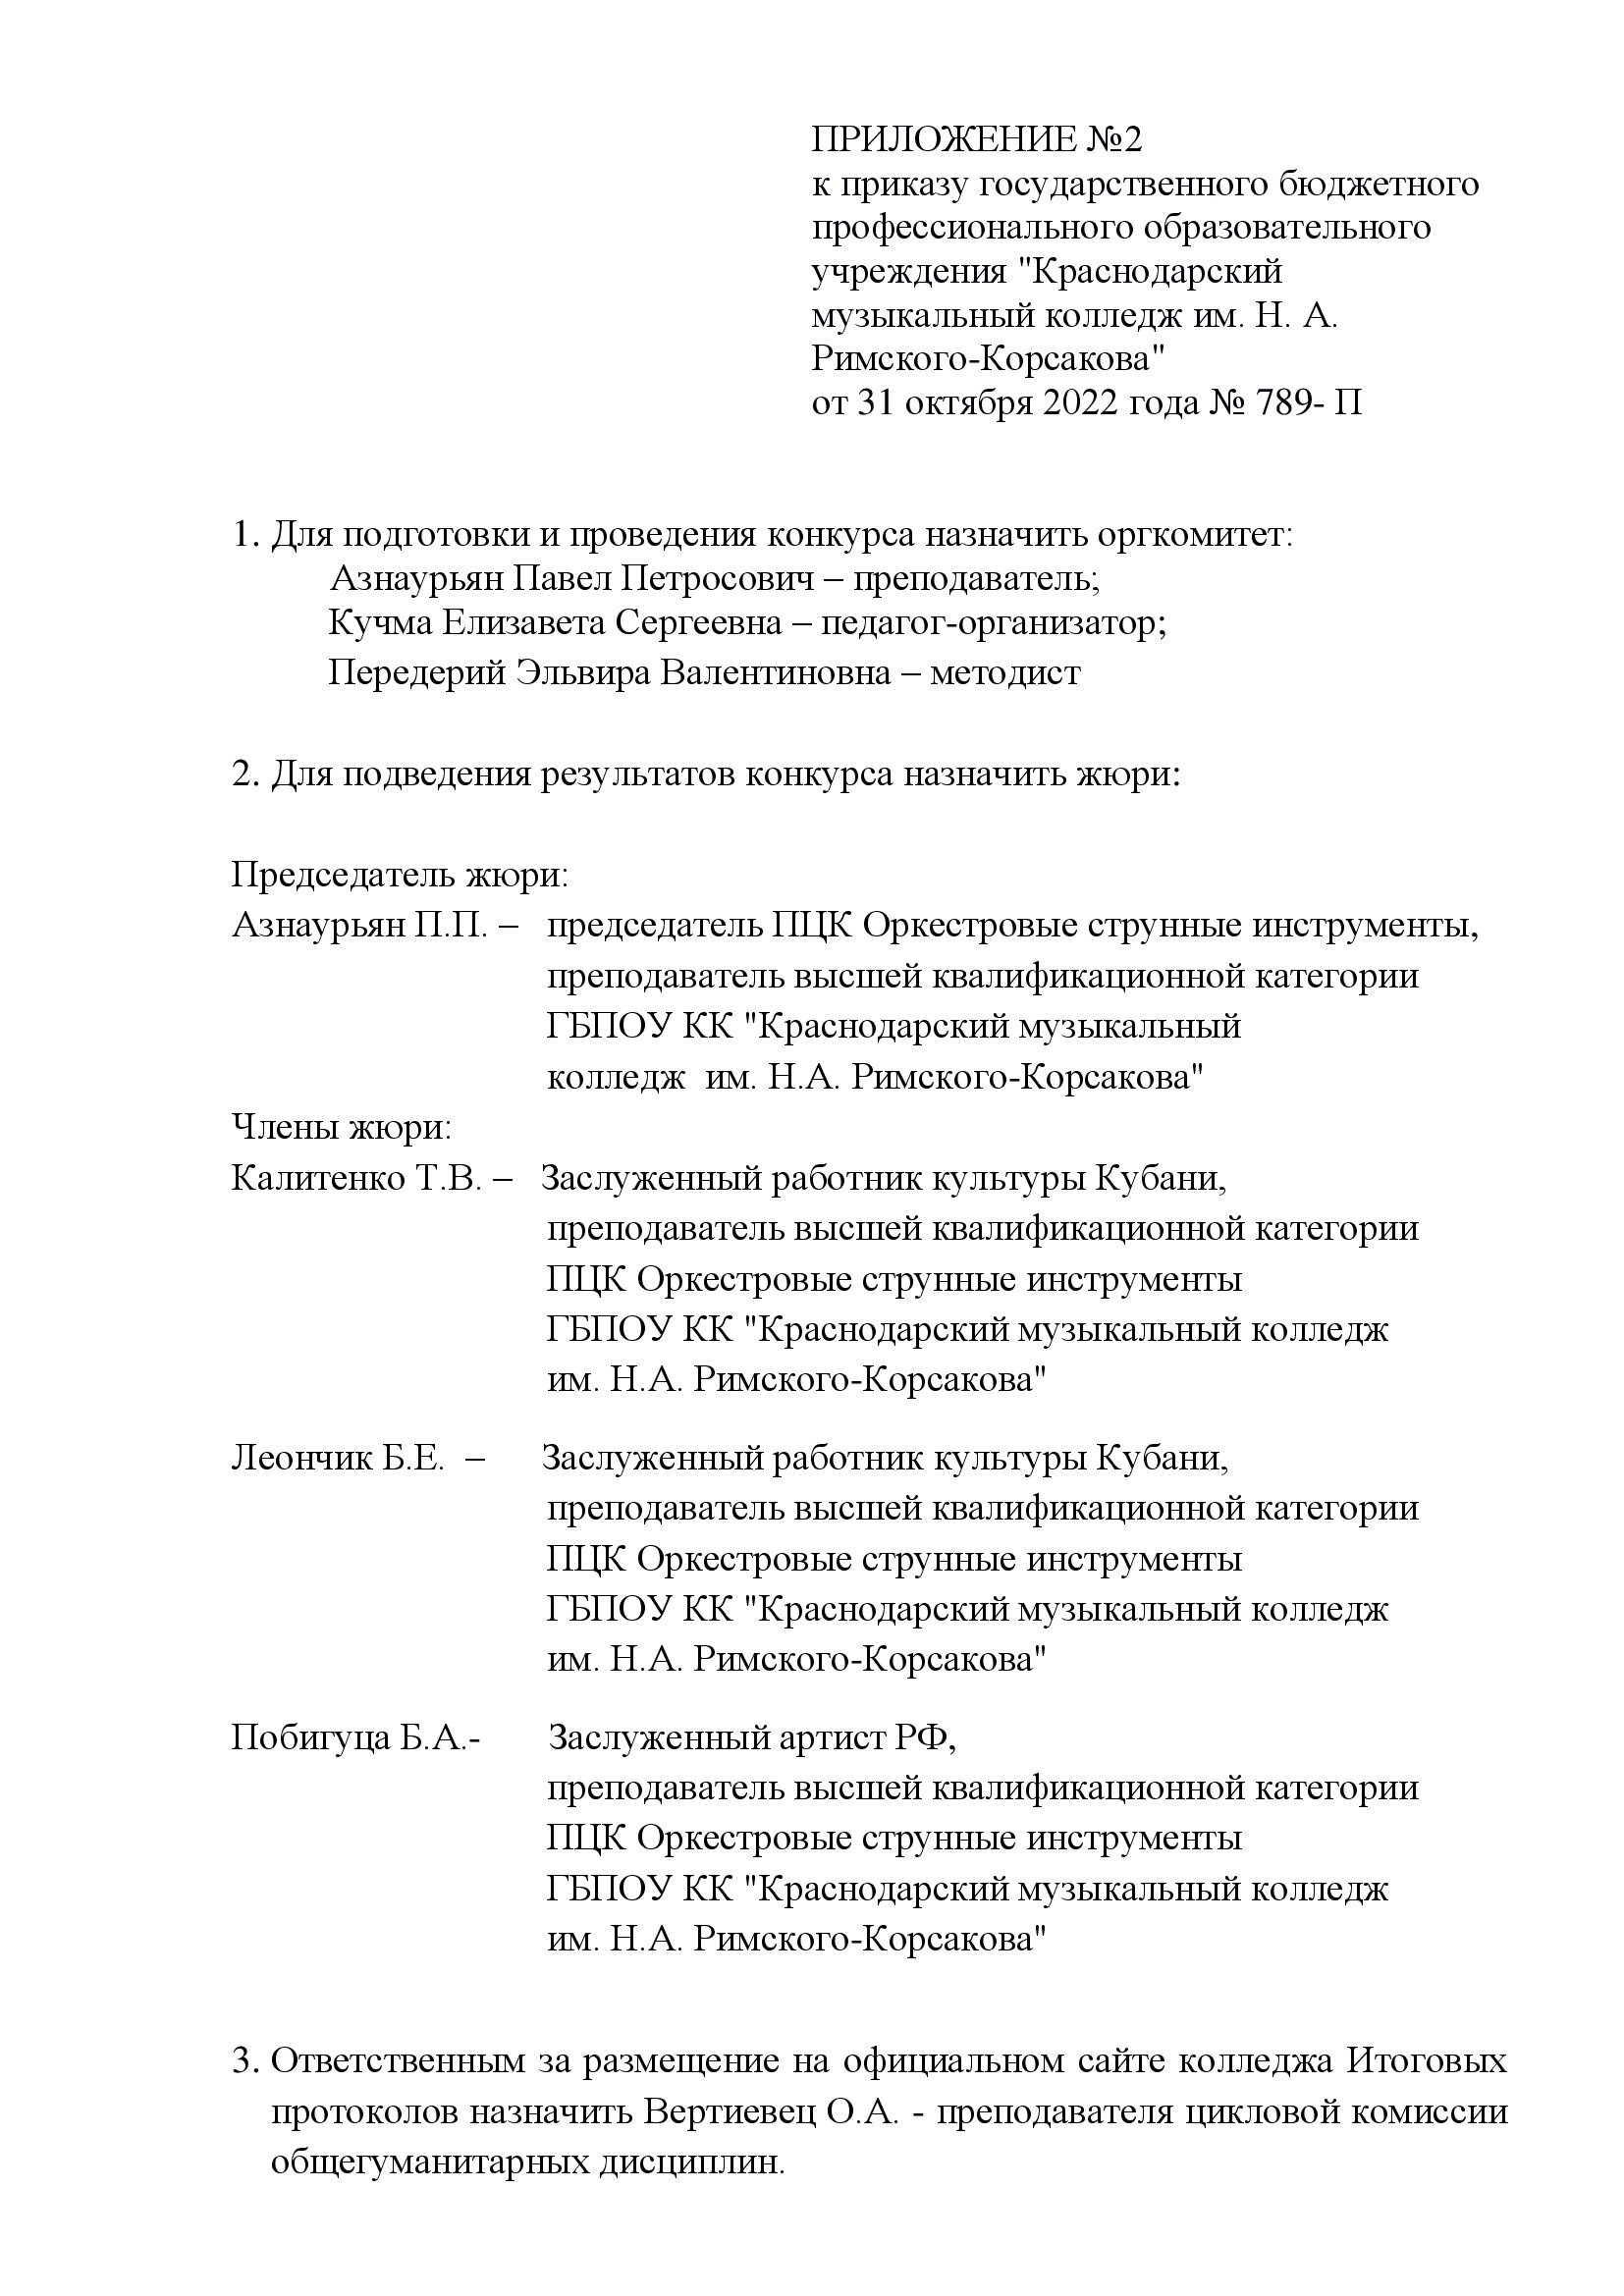 ПРИЛОЖЕНИЕ №2
к приказу государственного бюджетного
профессионального образовательного
учреждения "Краснодарский
музыкальный колледж им. Н. А.
Римского-Корсакова"
от 31 октября 2022 года № 789- П
1. Для подготовки и проведения конкурса назначить оргкомитет:
Азнаурьян Павел Петросович – преподаватель;
Кучма Елизавета Сергеевна – педагог-организатор;
Передерий Эльвира Валентиновна – методист
2. Для подведения результатов конкурса назначить жюри:
Председатель жюри:
Азнаурьян П.П. – председатель ПЦК Оркестровые струнные инструменты,
преподаватель высшей квалификационной категории
ГБПОУ КК "Краснодарский музыкальный
колледж им. Н.А. Римского-Корсакова"
Члены жюри:
Калитенко Т.В. – Заслуженный работник культуры Кубани,
преподаватель высшей квалификационной категории
ПЦК Оркестровые струнные инструменты
ГБПОУ КК "Краснодарский музыкальный колледж
им. Н.А. Римского-Корсакова"
Леончик Б.Е. – Заслуженный работник культуры Кубани,
преподаватель высшей квалификационной категории
ПЦК Оркестровые струнные инструменты
ГБПОУ КК "Краснодарский музыкальный колледж
им. Н.А. Римского-Корсакова"
Побигуца Б.А.- Заслуженный артист РФ,
преподаватель высшей квалификационной категории
ПЦК Оркестровые струнные инструменты
ГБПОУ КК "Краснодарский музыкальный колледж
им. Н.А. Римского-Корсакова"
3. Ответственным за размещение на официальном сайте колледжа Итоговых
протоколов назначить Вертиевец О.А. - преподавателя цикловой комиссии
общегуманитарных дисциплин.